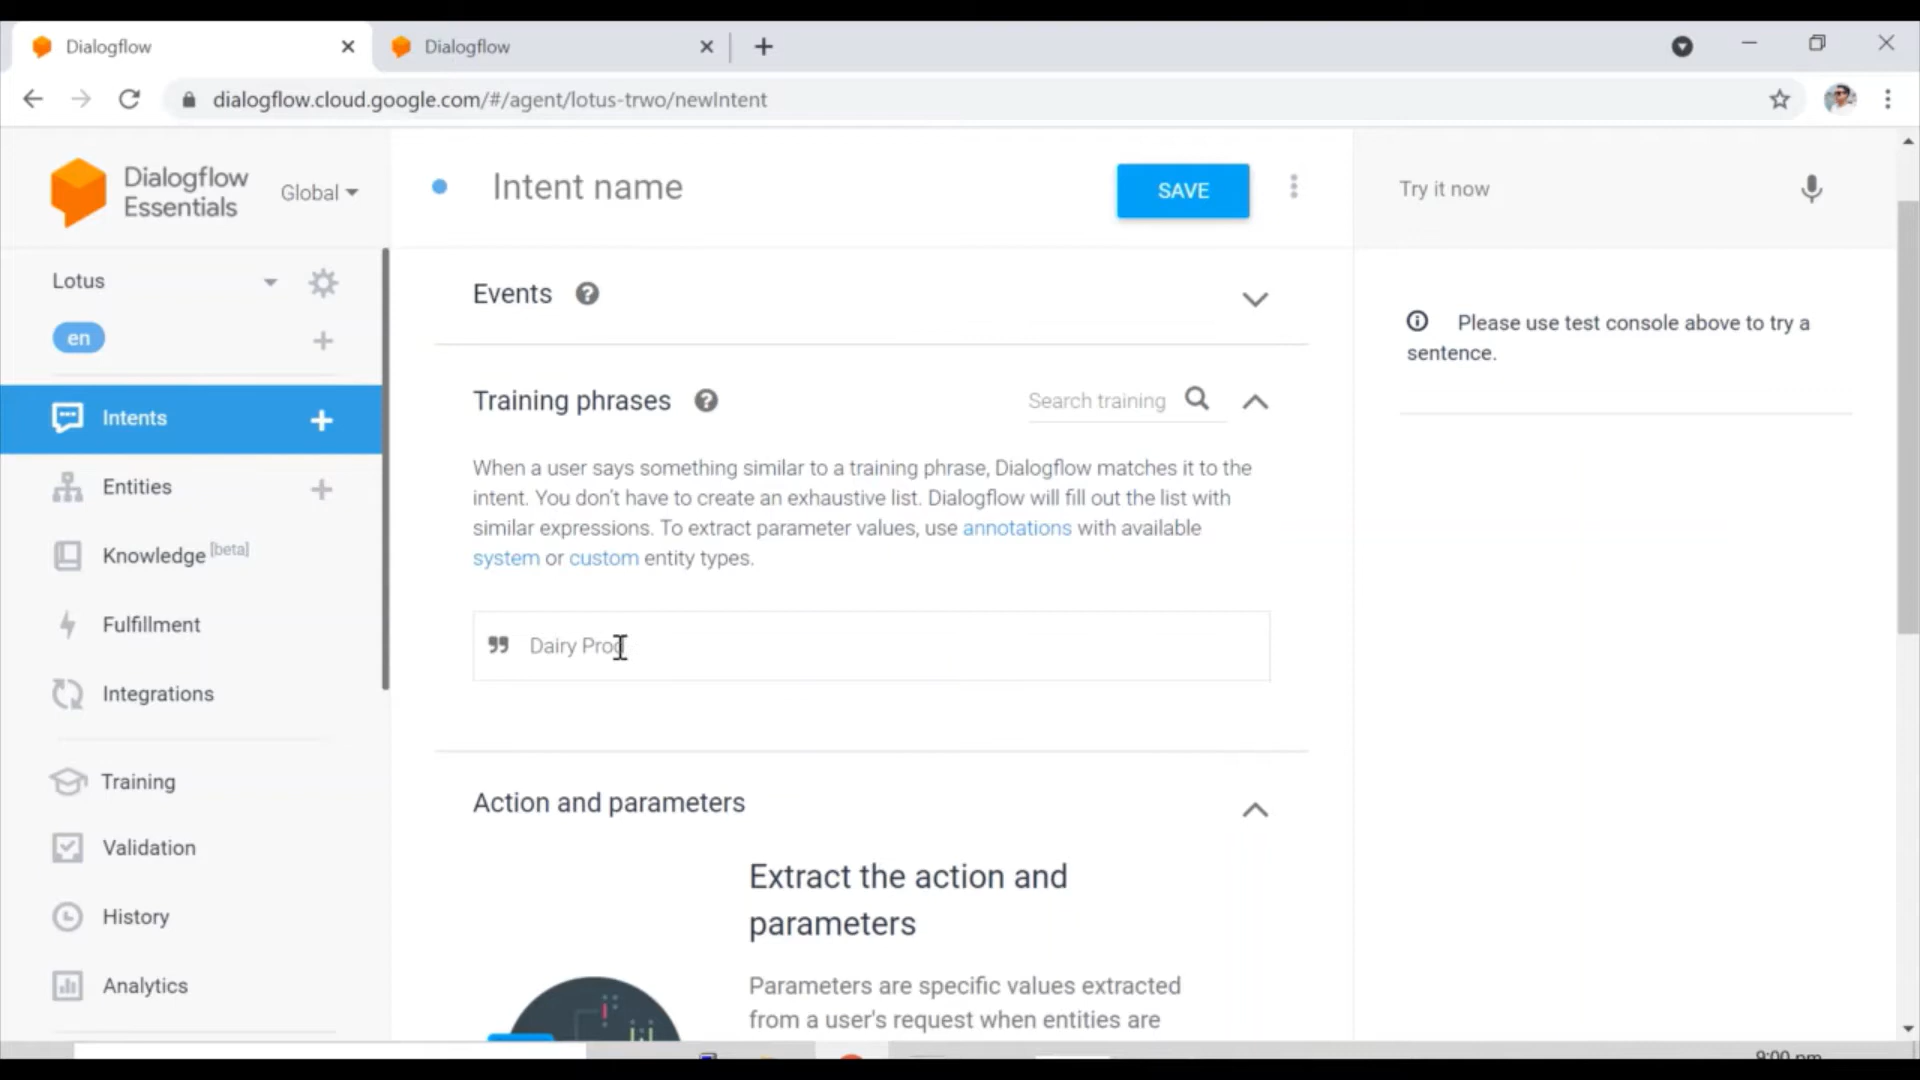 Dialogflow
Dialogflow
dialogflow.cloud.google.com/#/agent/lotus-trwo/newIntent
Dialogflow
Essentials
Global
Intent name
SAVE
Try it now
Lotus
en
Events
Please use test console above to try a
sentence.
Intents
Training phrases
Search training
Entities
When a user says something similar to a training phrase, Dialogflow matches it to the
intent. You don't have to create an exhaustive list. Dialogflow will fill out the list with
similar expressions. To extract parameter values, use annotations with available
system or custom entity types.
Knowledge [beta]
Fulfillment
Dairy Prod
Integrations
Training
Action and parameters
Validation
Extract the action and
parameters
History
Analytics
Parameters are specific values extracted
from a user's request when entities are
9:00 pm